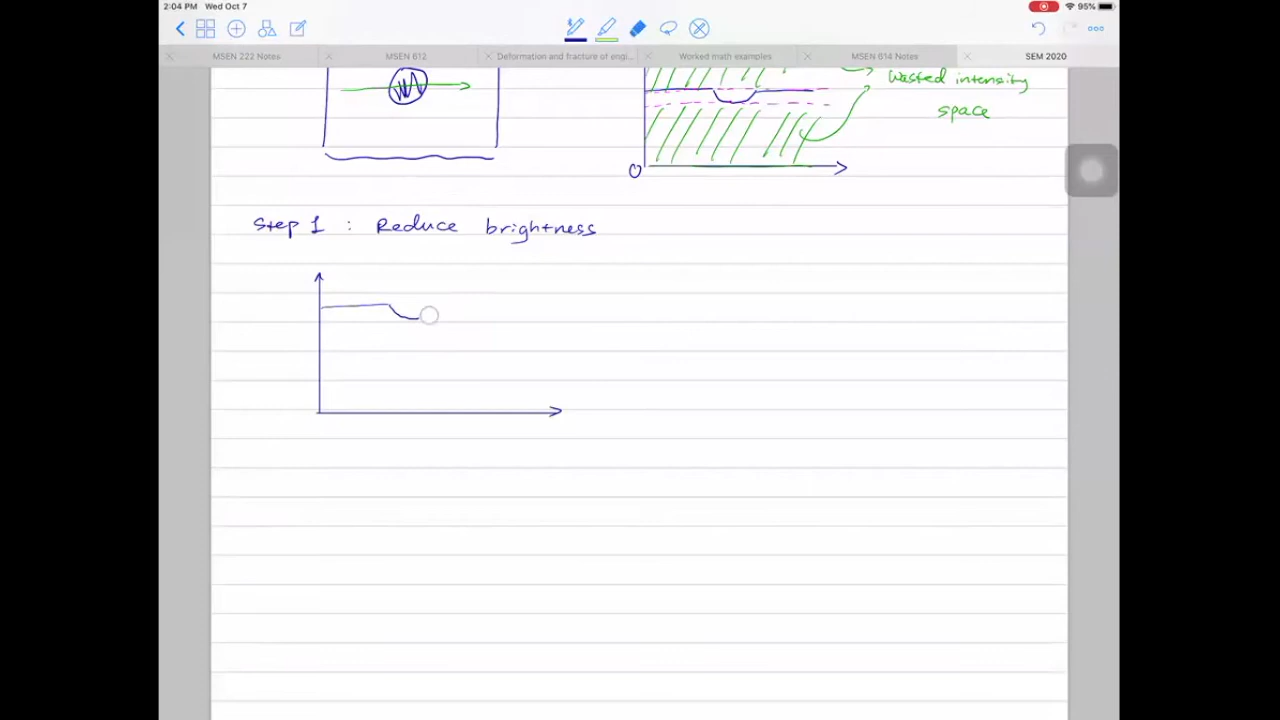 2:04 PM Wed Oct 7
95%
MSEN 222 Notes
MSEN 612
Deformation and fracture of engi...
Worked math examples
MSEN 614 Notes
SEM 2020
Wasted intensity
space
0
Step 1 : Reduce brightness